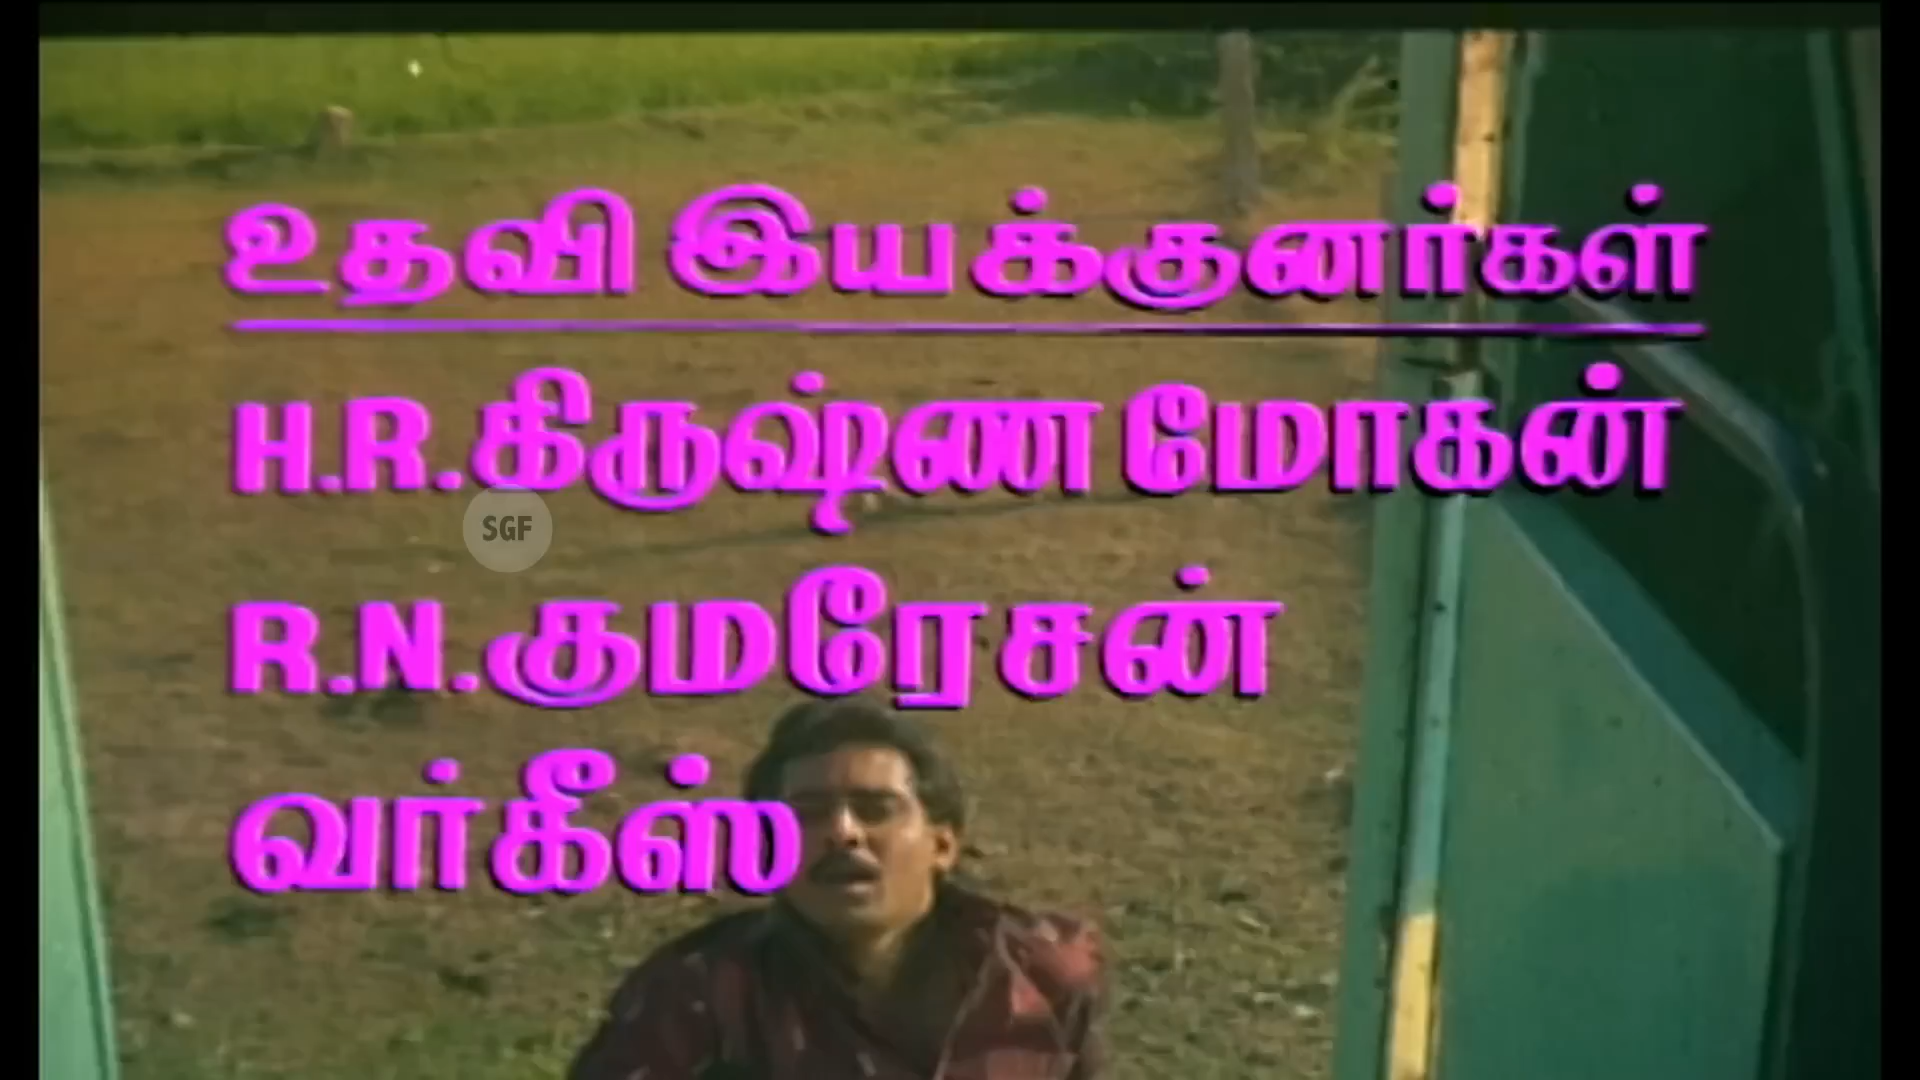 உதவி இயக்குனர்கள்
H.R.கிருஷ்ண மோகன்
SGF
R.N.குமரேசன்
வர்கீஸ்